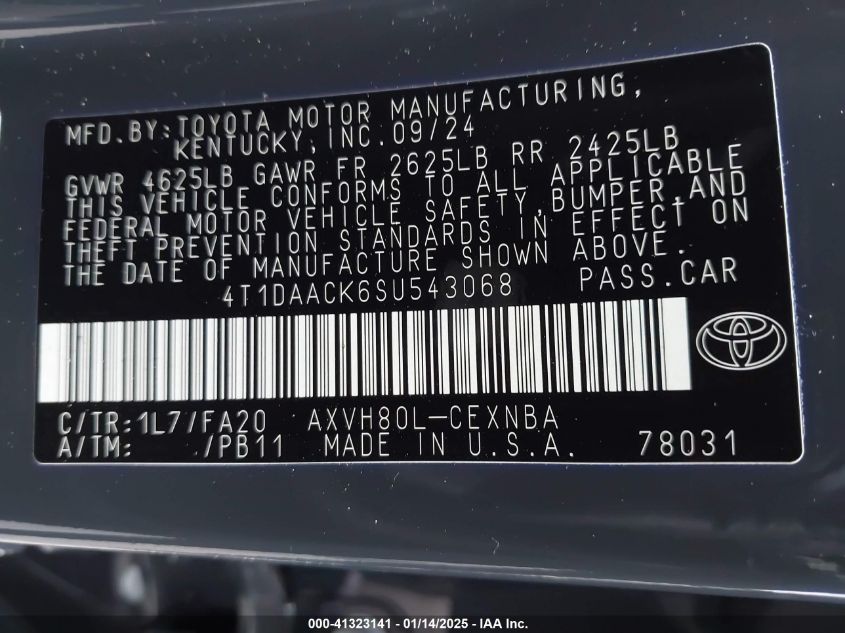 MFD.BY:TOYOTA MOTOR MANUFACTURING,
KENTUCKY,INC.09/24
GVWR 4625LB GAWR FR 2625LB RR 2425LB
THIS VEHICLE CONFORMS TO ALL APPLICABLE
FEDERAL MOTOR VEHICLE SAFETY,BUMPER,AND
THEFT PREVENTION STANDARDS IN EFFECT ON
THE DATE OF MANUFACTURE SHOWN ABOVE.
4T1DAACK6SU543068 PASS.CAR
C/TR:1L7/FA20 AXVH80L-CEXNBA
A/TM: /PB11 MADE IN U.S.A. 78031
000-41323141 - 01/14/2025 - IAA Inc.